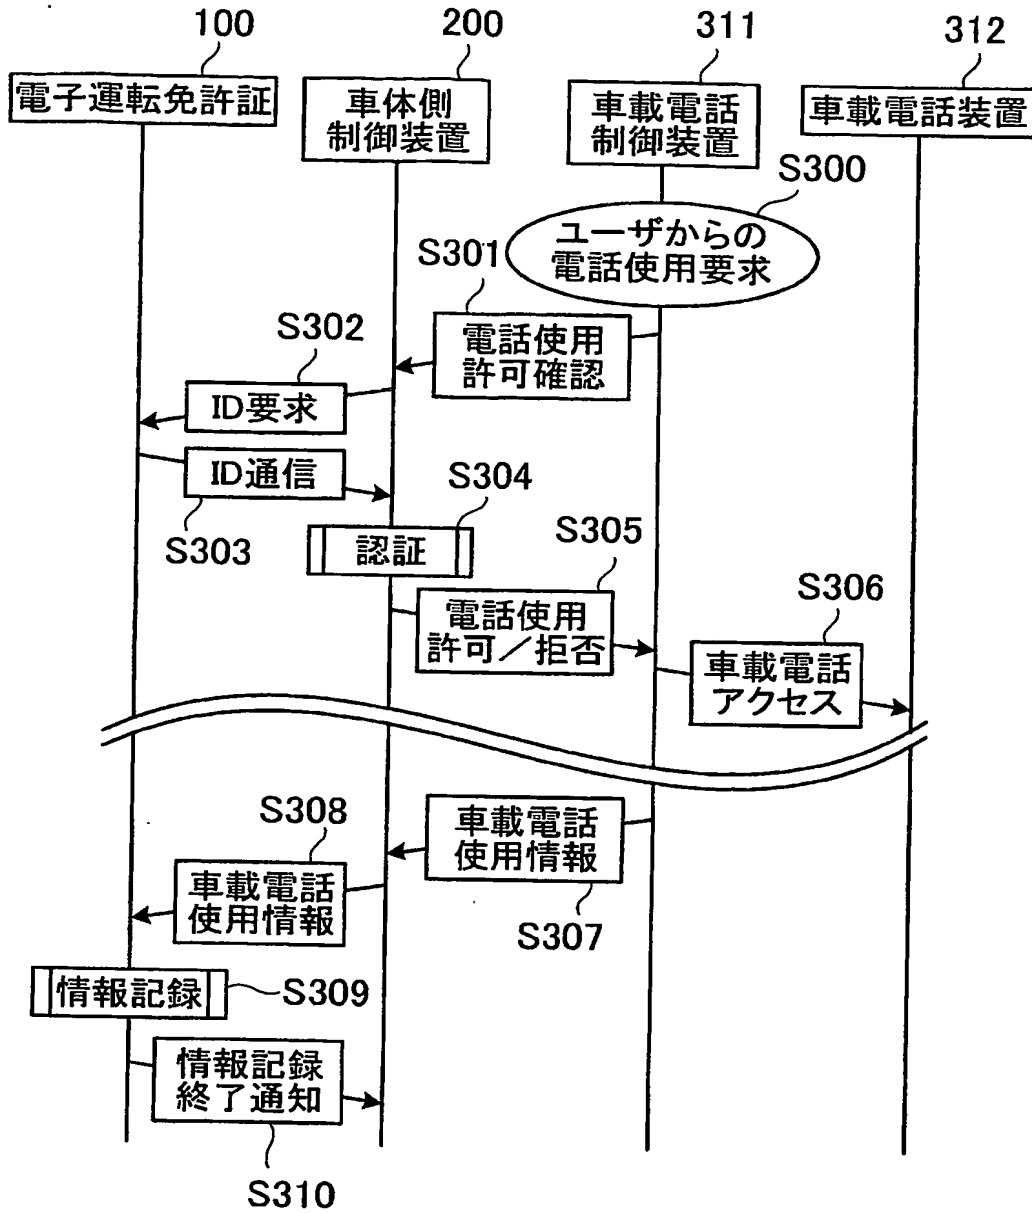 100
200
311
312
電子運転免許証
車体側
制御装置
車載電話
制御装置
車載電話装置
S300
ユーザからの
電話使用要求
S301
電話使用
許可確認
S302
ID要求
ID通信
S303
S304
認証
S305
電話使用
許可／拒否
S306
車載電話
アクセス
車載電話
使用情報
S307
S308
車載電話
使用情報
情報記録
S309
情報記録
終了通知
S310